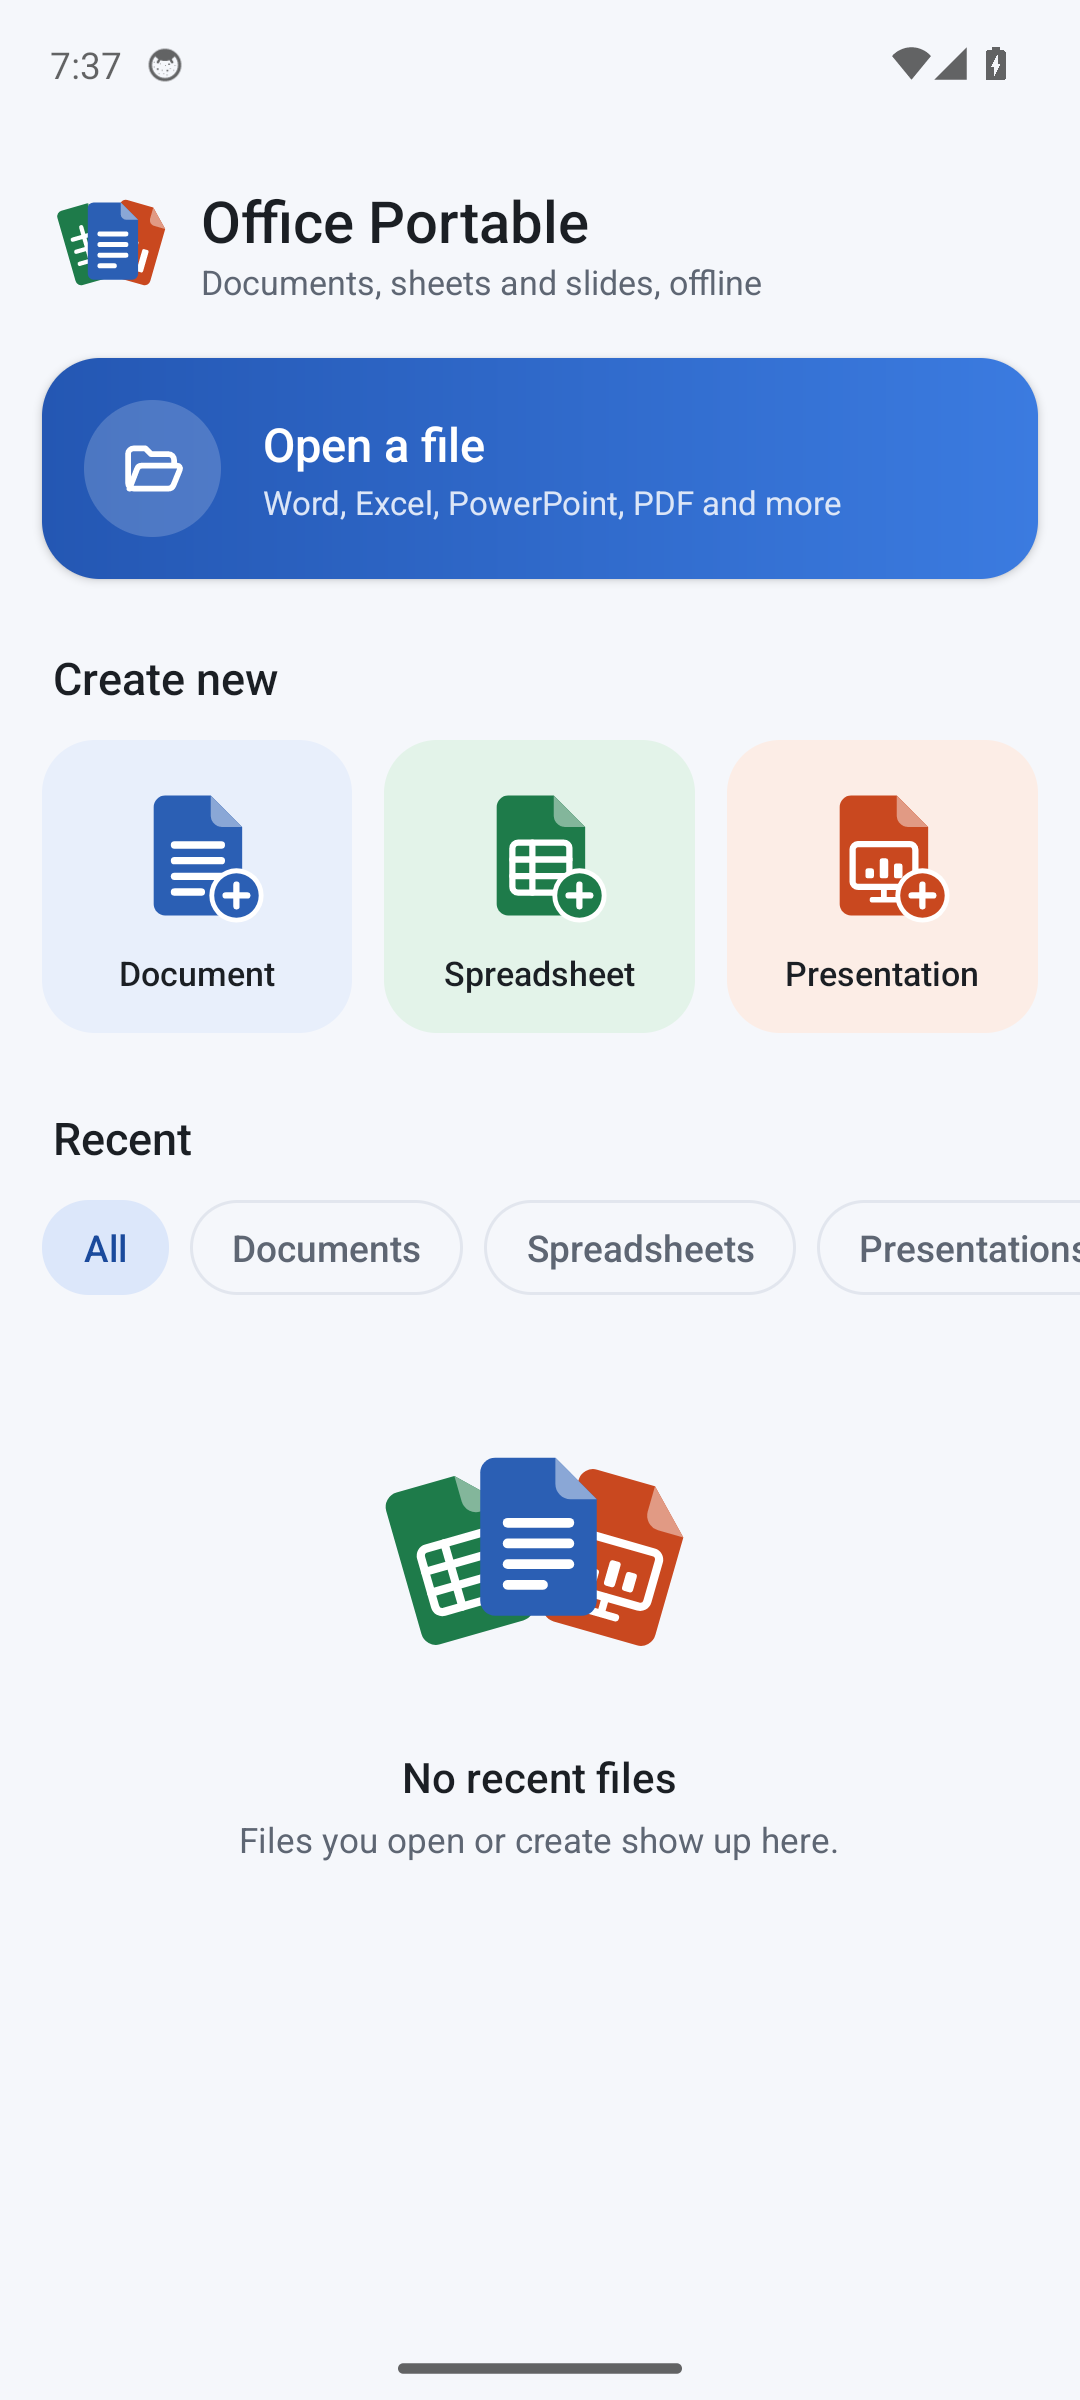 7:37
Office Portable
Documents, sheets and slides, offline
Open a file
Word, Excel, PowerPoint, PDF and more
Create new
Document
Spreadsheet
Presentation
Recent
All
Documents
Spreadsheets
Presentations
No recent files
Files you open or create show up here.